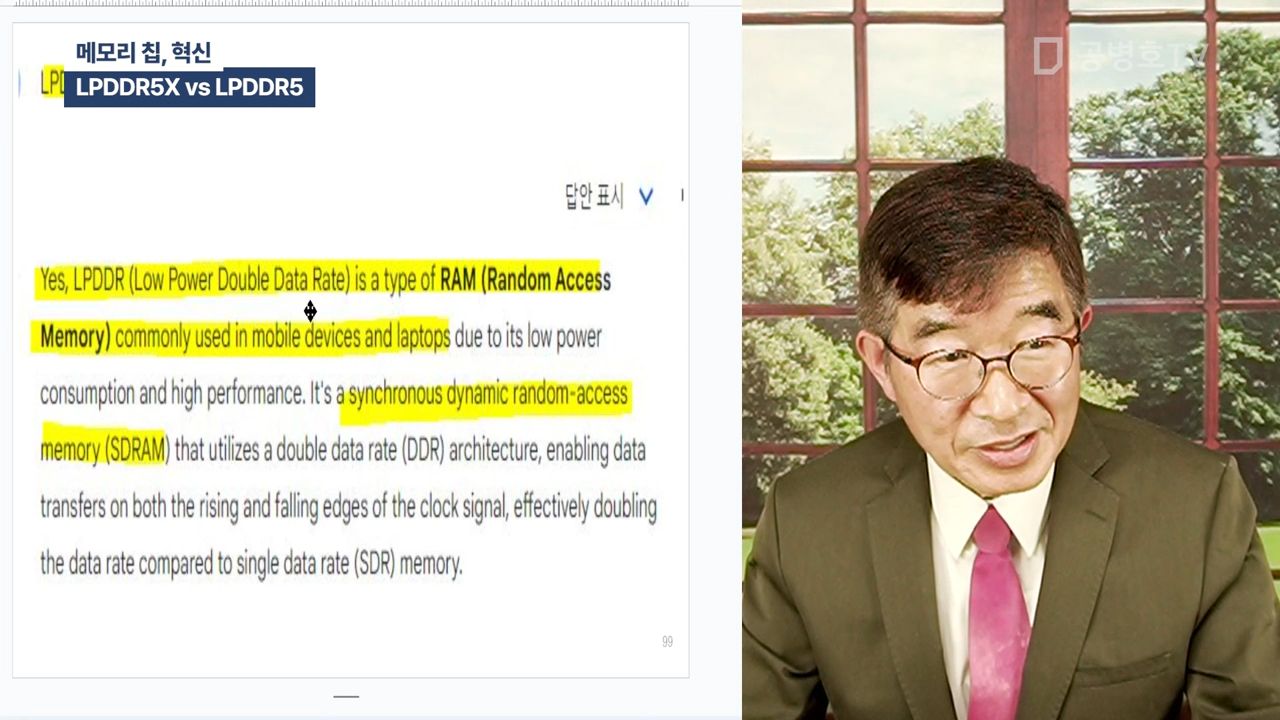 메모리 칩, 혁신
LPDDR5X vs LPDDR5
답안 표시
Yes, LPDDR (Low Power Double Data Rate) is a type of RAM (Random Access
Memory) commonly used in mobile devices and laptops due to its low power
consumption and high performance. It's a synchronous dynamic random-access
memory (SDRAM) that utilizes a double data rate (DDR) architecture, enabling data
transfers on both the rising and falling edges of the clock signal, effectively doubling
the data rate compared to single data rate (SDR) memory.
99
공병호TV